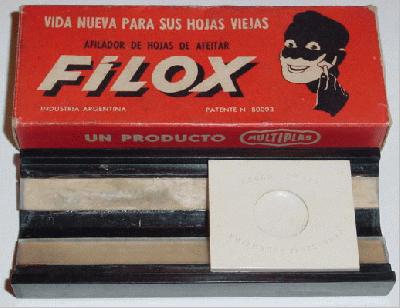 VIDA NUEVA PARA SUS HOJAS VIEJAS
AFILADOR DE HOJAS DE AFEITAR
FiLOX
INDUSTRIA ARGENTINA
PATENTE N 80093
UN PRODUCTO MULTIPLAS